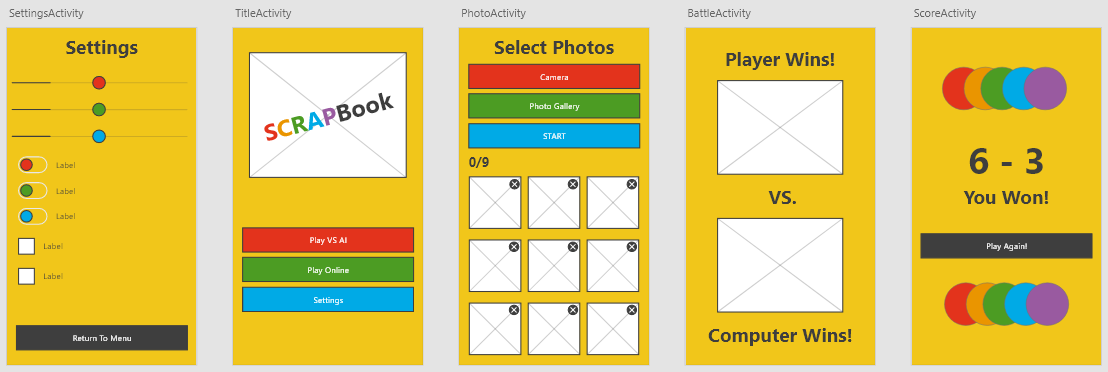 SettingsActivity
Settings
Label
Label
Label
Label
Label
Return To Menu
TitleActivity
SCRAPBook
Play VS AI
Play Online
Settings
PhotoActivity
Select Photos
Camera
Photo Gallery
START
0/9
BattleActivity
Player Wins!
VS.
Computer Wins!
ScoreActivity
6 - 3
You Won!
Play Again!